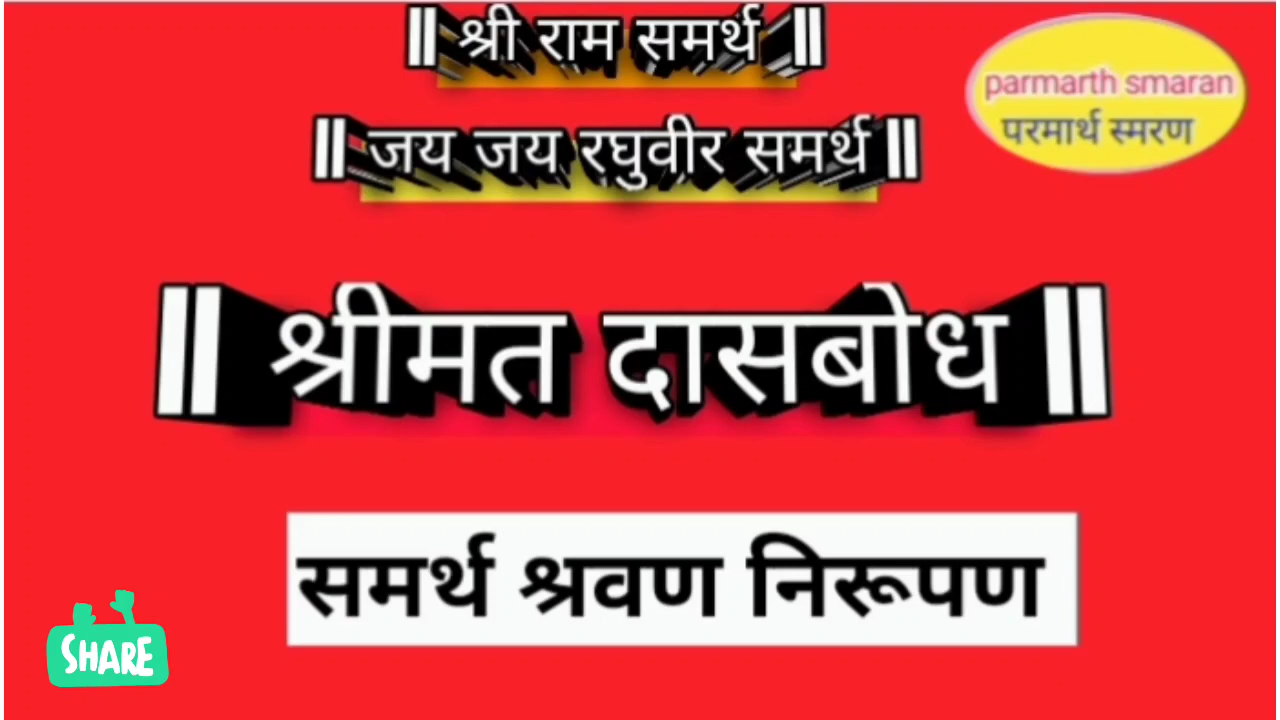 ॥ श्री राम समर्थ ॥
॥ जय जय रघुवीर समर्थ ॥
parmarth smaran
परमार्थ स्मरण
॥ श्रीमत दासबोध ॥
समर्थ श्रवण निरूपण
SHARE